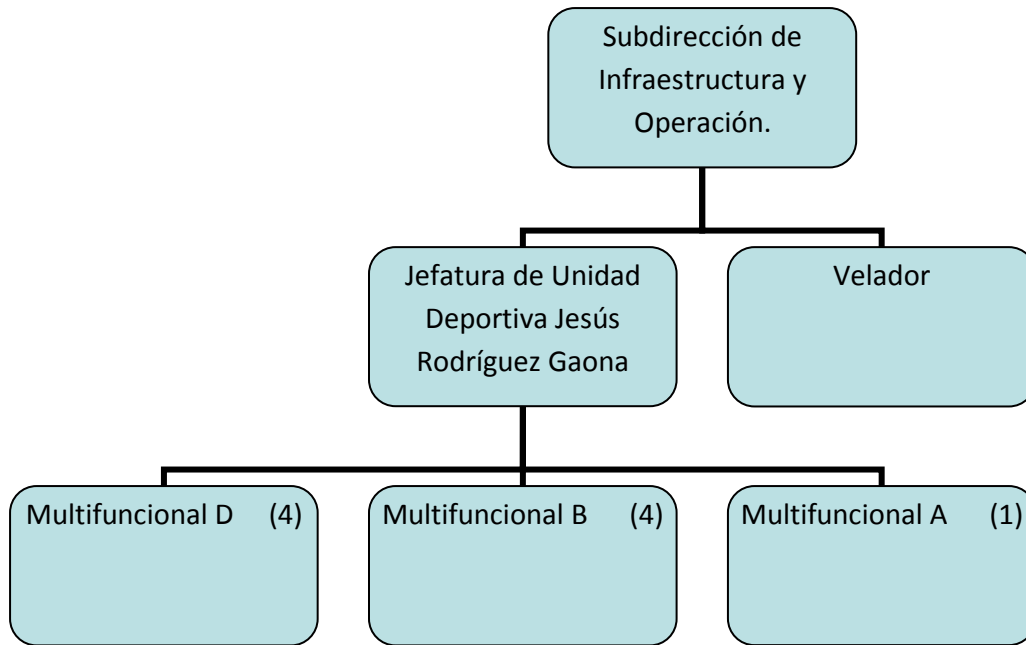 Subdirección de
Infraestructura y
Operación.
Jefatura de Unidad
Deportiva Jesús
Rodríguez Gaona
Velador
Multifuncional D (4)
Multifuncional B (4)
Multifuncional A (1)